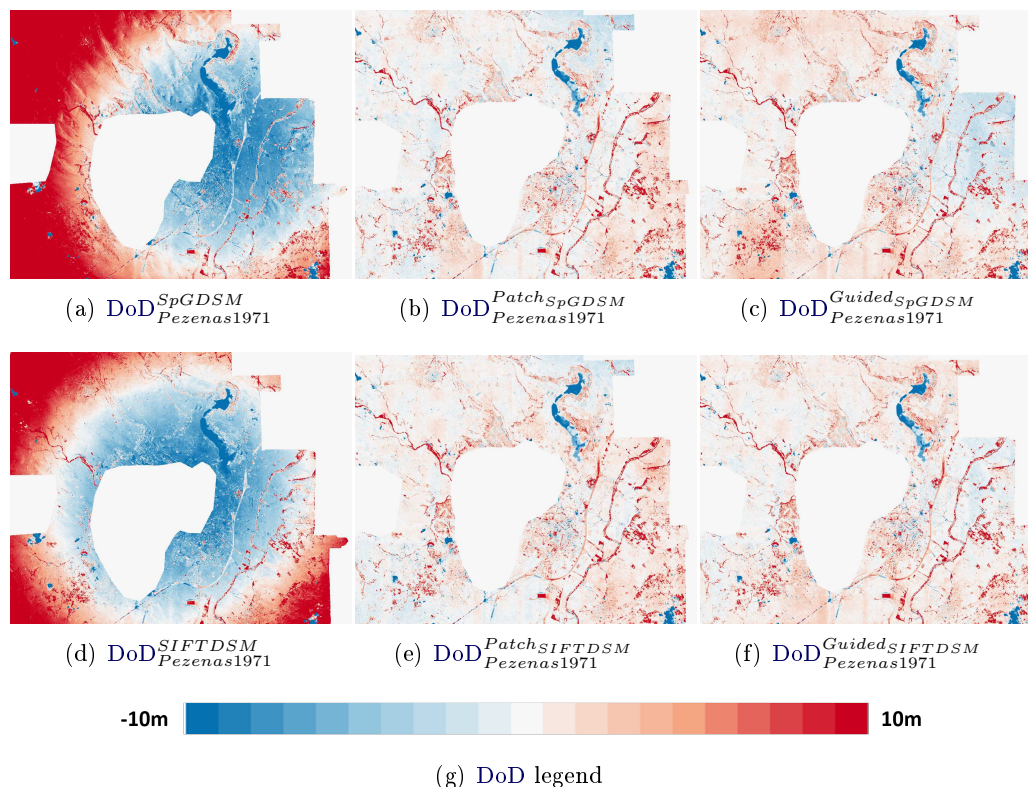 (a) DoD^{SpGDSM}_{Pezenas1971}
(b) DoD^{Patch_{SpGDSM}}_{Pezenas1971}
(c) DoD^{Guided_{SpGDSM}}_{Pezenas1971}
(d) DoD^{SIFTDSM}_{Pezenas1971}
(e) DoD^{Patch_{SIFTDSM}}_{Pezenas1971}
(f) DoD^{Guided_{SIFTDSM}}_{Pezenas1971}
-10m 10m
(g) DoD legend